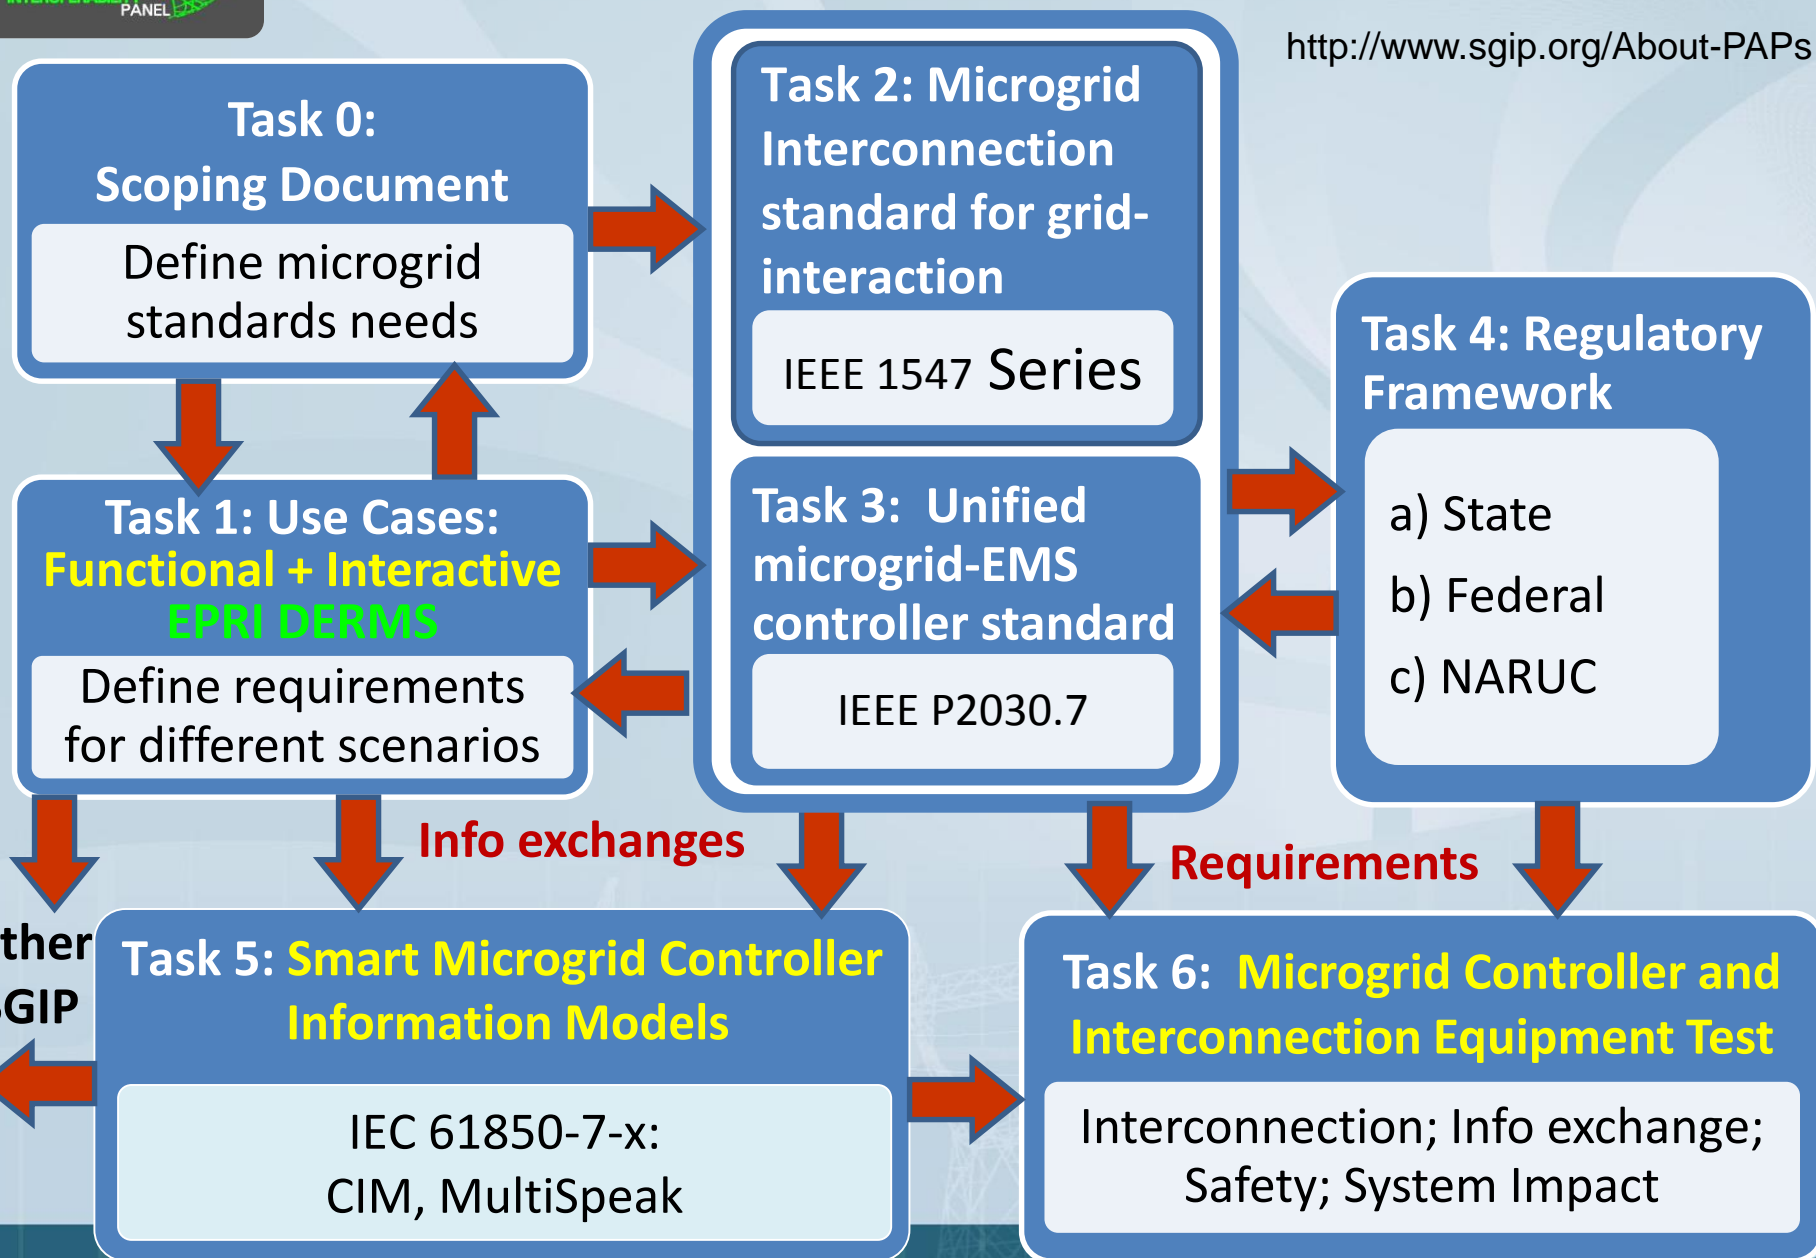 PANEL
http://www.sgip.org/About-PAPs
Task 0:
Scoping Document
Define microgrid
standards needs
Task 1: Use Cases:
Functional + Interactive
EPRI DERMS
Define requirements
for different scenarios
Task 2: Microgrid
Interconnection
standard for grid-
interaction
IEEE 1547 Series
Task 3:  Unified
microgrid-EMS
controller standard
IEEE P2030.7
Task 4: Regulatory
Framework
a) State
b) Federal
c) NARUC
Info exchanges
Requirements
Task 5: Smart Microgrid Controller
Information Models
IEC 61850-7-x:
CIM, MultiSpeak
Task 6:  Microgrid Controller and
Interconnection Equipment Test
Interconnection; Info exchange;
Safety; System Impact